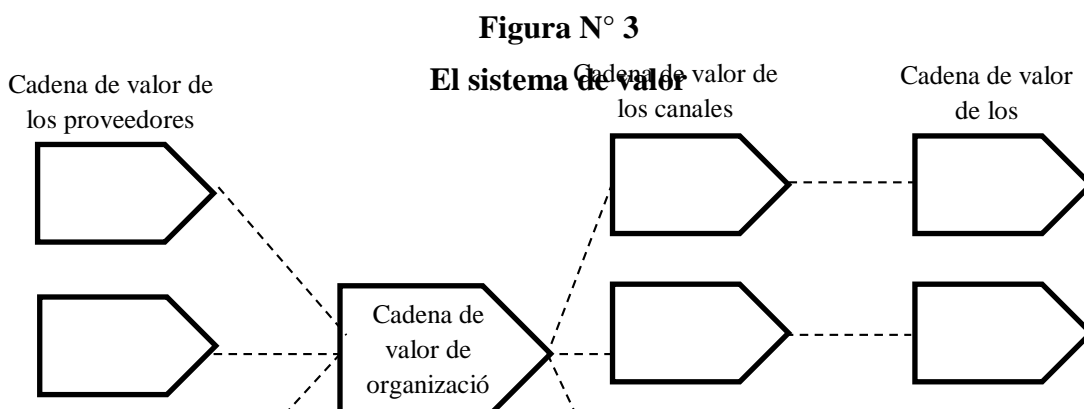 Figura N° 3
El sistema de valor
Cadena de valor de
los proveedores
Cadena de valor de
los canales
Cadena de valor
de los
Cadena de
valor de
organizació